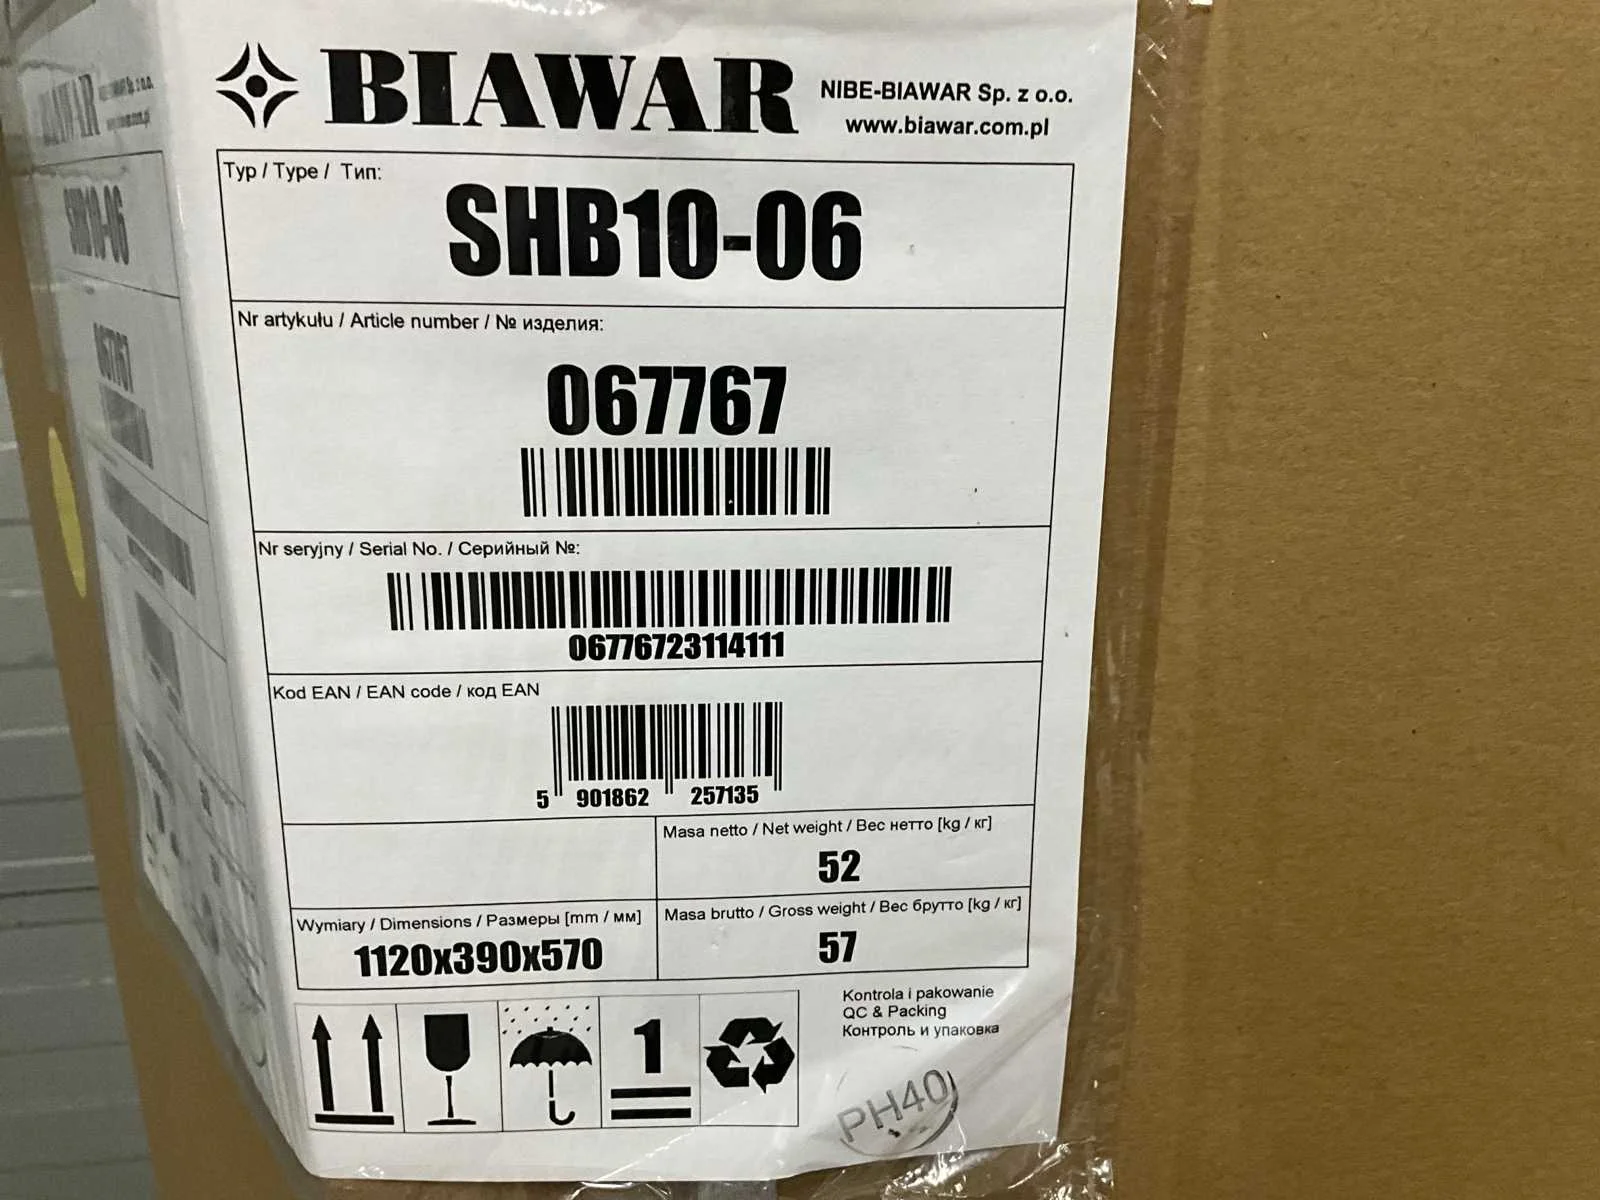 BIAWAR
NIBE-BIAWAR Sp. z o.o.
www.biawar.com.pl
Typ / Type / Тип:
SHB10-06
Nr artykułu / Article number / № изделия:
067767
Nr seryjny / Serial No. / Серийный №:
06776723114111
Kod EAN / EAN code / код EAN
5 901862 257135
Masa netto / Net weight / Вес нетто [kg / кг]
52
Wymiary / Dimensions / Размеры [mm / мм]
1120x390x570
Masa brutto / Gross weight / Вес брутто [kg / кг]
57
1
Kontrola i pakowanie
QC & Packing
Контроль и упаковка
PH40
BIAWAR
SHB10-06
067767